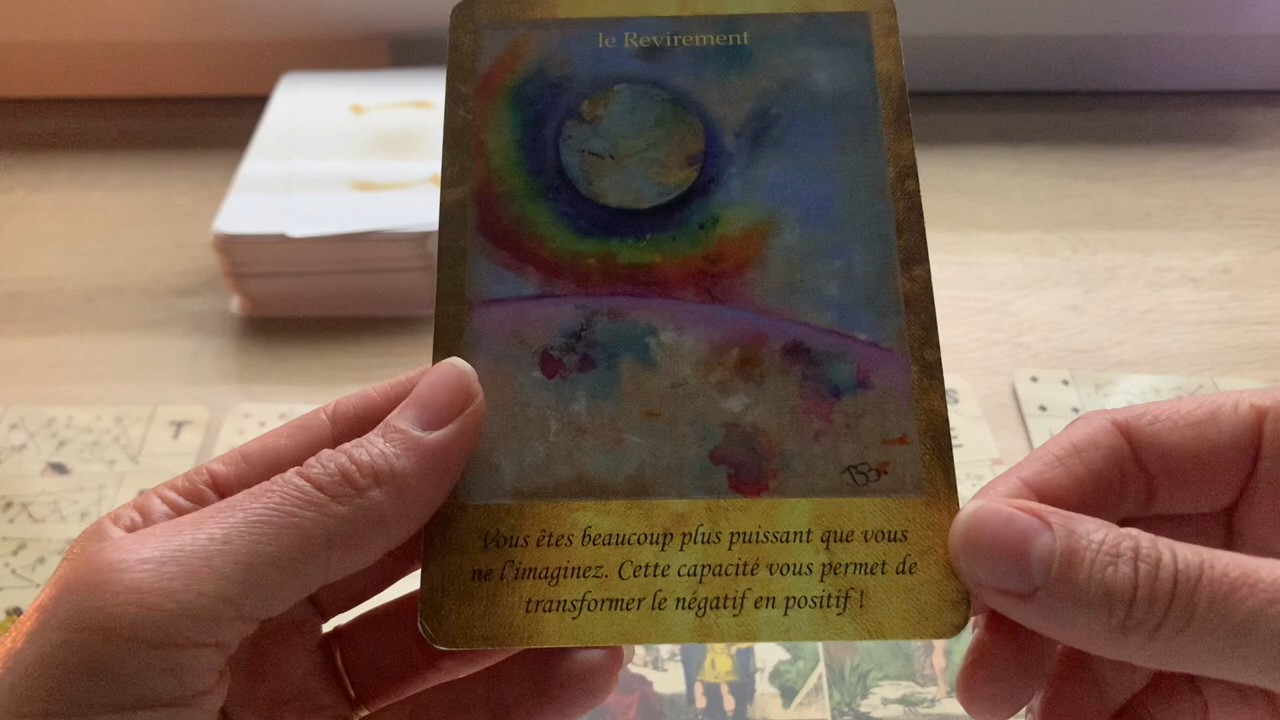 le Revirement
BB
Vous êtes beaucoup plus puissant que vous
ne l'imaginez. Cette capacité vous permet de
transformer le négatif en positif !
T
S
E